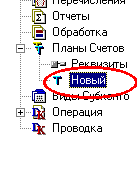 Перечисления
Отчеты
Обработка
Планы Счетов
Реквизиты
Новый
Виды Субконто
Операция
Проводка